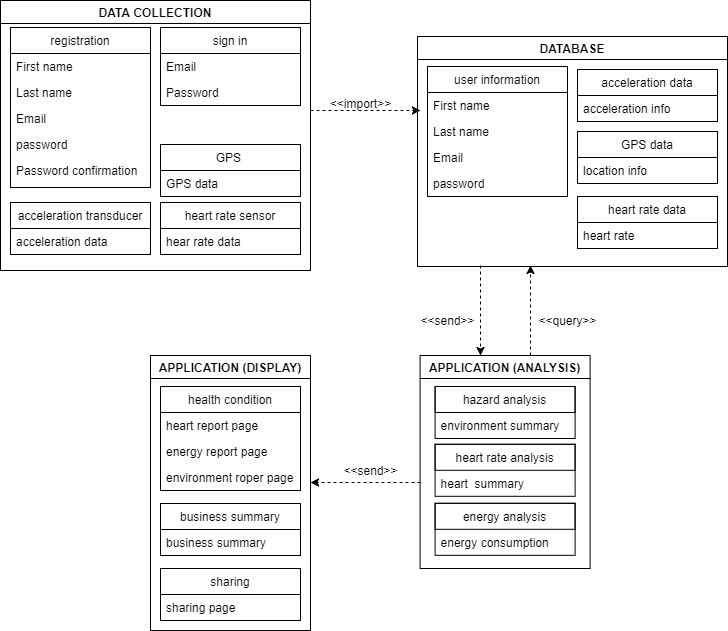 DATA COLLECTION
registration
First name
Last name
Email
password
Password confirmation
sign in
Email
Password
GPS
GPS data
acceleration transducer
acceleration data
heart rate sensor
hear rate data
<<import>>
DATABASE
user information
First name
Last name
Email
password
acceleration data
acceleration info
GPS data
location info
heart rate data
heart rate
<<send>>
<<query>>
APPLICATION (DISPLAY)
health condition
heart report page
energy report page
environment roper page
business summary
business summary
sharing
sharing page
<<send>>
APPLICATION (ANALYSIS)
hazard analysis
environment summary
heart rate analysis
heart summary
energy analysis
energy consumption